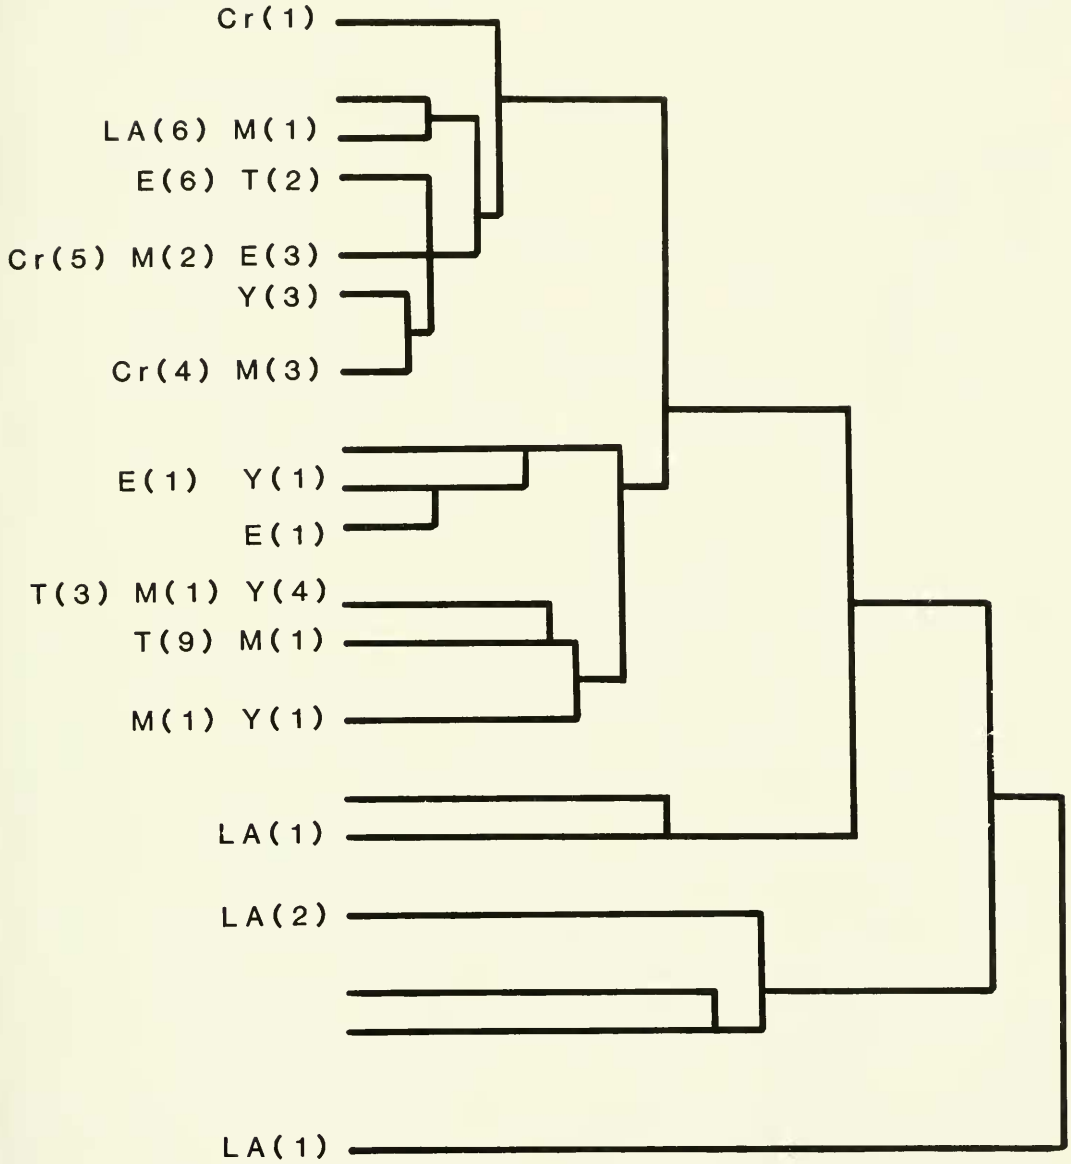 Cr(1)
LA(6) M(1)
E(6) T(2)
Cr(5) M(2) E(3)
Y(3)
Cr(4) M(3)
E(1) Y(1)
E(1)
T(3) M(1) Y(4)
T(9) M(1)
M(1) Y(1)
LA(1)
LA(2)
LA(1)